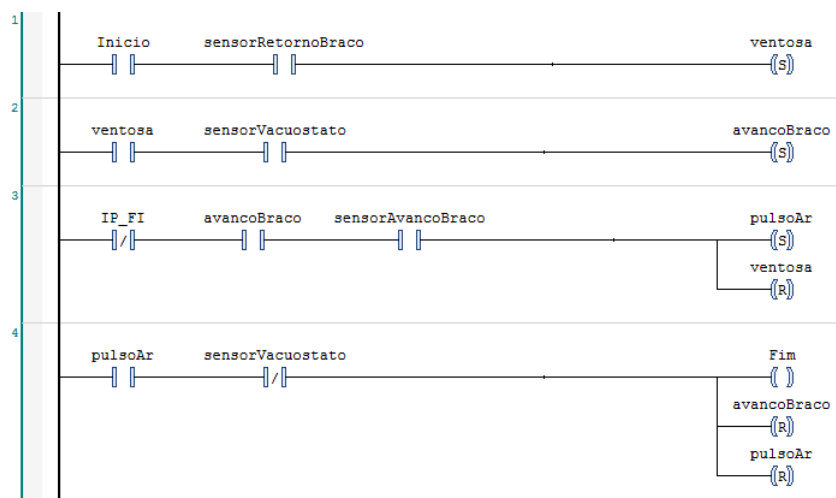 1
Inicio sensorRetornoBraco ventosa
(S)
2
ventosa sensorVacuostato avancoBraco
(S)
3
IP_FI avancoBraco sensorAvancoBraco pulsoAr
/ (S)
ventosa
(R)
4
pulsoAr sensorVacuostato Fim
/ ( )
avancoBraco
(R)
pulsoAr
(R)